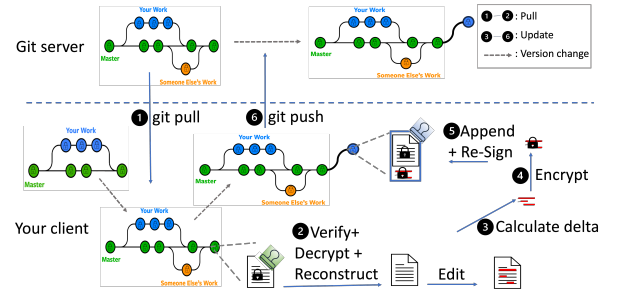 Your Work
Git server
Master
Someone Else's Work
Your Work
Master
Someone Else's Work
1 2 : Pull
3 6 : Update
: Version change
1 git pull
6 git push
Your Work
Master
Your Work
Master
Someone Else's Work
5 Append
+ Re-Sign
4 Encrypt
3 Calculate delta
Your client
Your Work
Master
Someone Else's Work
2 Verify+
Decrypt +
Reconstruct
Edit